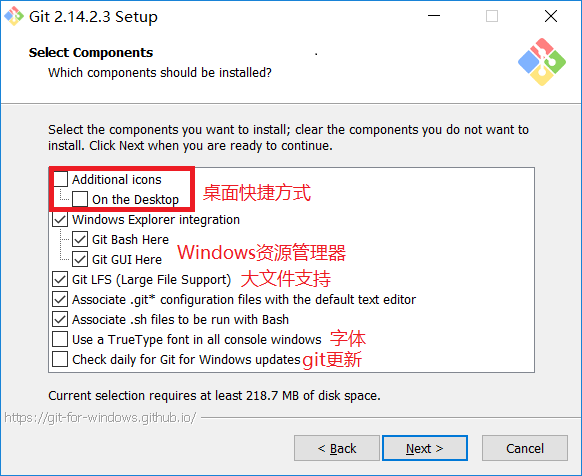 Git 2.14.2.3 Setup
Select Components
Which components should be installed?
Select the components you want to install; clear the components you do not want to
install. Click Next when you are ready to continue.
Additional icons
On the Desktop
桌面快捷方式
Windows Explorer integration
Git Bash Here
Git GUI Here
Windows资源管理器
Git LFS (Large File Support) 大文件支持
Associate .git* configuration files with the default text editor
Associate .sh files to be run with Bash
Use a TrueType font in all console windows 字体
Check daily for Git for Windows updates git更新
Current selection requires at least 218.7 MB of disk space.
https://git-for-windows.github.io/
< Back Next > Cancel